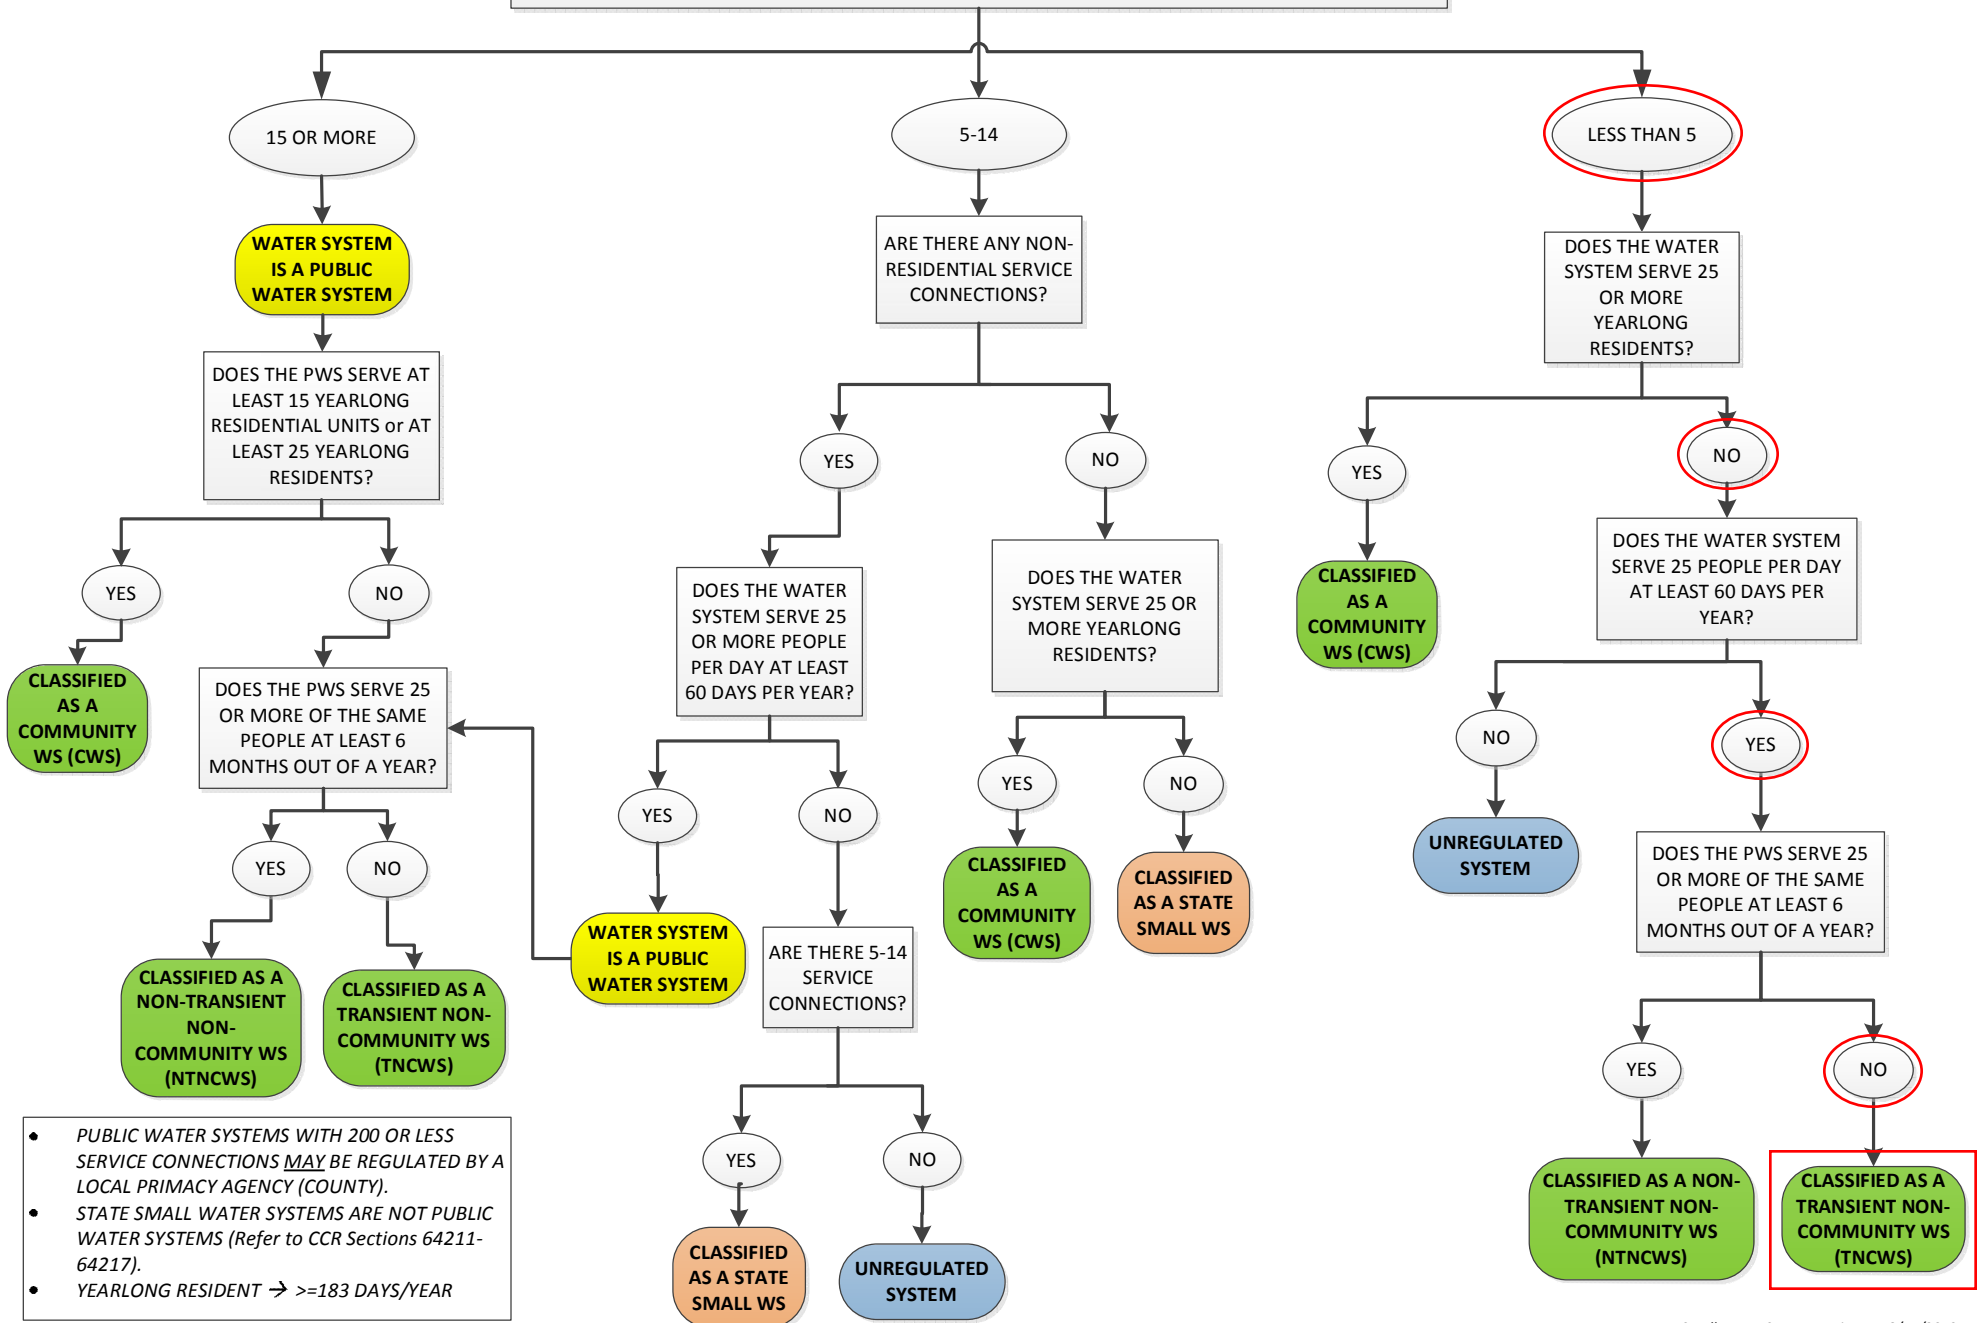 15 OR MORE
5-14
LESS THAN 5
WATER SYSTEM
IS A PUBLIC
WATER SYSTEM
ARE THERE ANY NON-
RESIDENTIAL SERVICE
CONNECTIONS?
DOES THE WATER
SYSTEM SERVE 25
OR MORE
YEARLONG
RESIDENTS?
DOES THE PWS SERVE AT
LEAST 15 YEARLONG
RESIDENTIAL UNITS or AT
LEAST 25 YEARLONG
RESIDENTS?
YES
NO
YES
NO
YES
NO
CLASSIFIED
AS A
COMMUNITY
WS (CWS)
DOES THE PWS SERVE 25
OR MORE OF THE SAME
PEOPLE AT LEAST 6
MONTHS OUT OF A YEAR?
YES
NO
CLASSIFIED AS A
NON-TRANSIENT
NON-
COMMUNITY WS
(NTNCWS)
CLASSIFIED AS A
TRANSIENT NON-
COMMUNITY WS
(TNCWS)
DOES THE WATER
SYSTEM SERVE 25
OR MORE PEOPLE
PER DAY AT LEAST
60 DAYS PER YEAR?
YES
NO
WATER SYSTEM
IS A PUBLIC
WATER SYSTEM
ARE THERE 5-14
SERVICE
CONNECTIONS?
YES
NO
CLASSIFIED
AS A STATE
SMALL WS
UNREGULATED
SYSTEM
DOES THE WATER
SYSTEM SERVE 25 OR
MORE YEARLONG
RESIDENTS?
YES
NO
CLASSIFIED
AS A
COMMUNITY
WS (CWS)
CLASSIFIED
AS A STATE
SMALL WS
CLASSIFIED
AS A
COMMUNITY
WS (CWS)
DOES THE WATER SYSTEM
SERVE 25 PEOPLE PER DAY
AT LEAST 60 DAYS PER
YEAR?
NO
YES
UNREGULATED
SYSTEM
DOES THE PWS SERVE 25
OR MORE OF THE SAME
PEOPLE AT LEAST 6
MONTHS OUT OF A YEAR?
YES
NO
CLASSIFIED AS A NON-
TRANSIENT NON-
COMMUNITY WS
(NTNCWS)
CLASSIFIED AS A
TRANSIENT NON-
COMMUNITY WS
(TNCWS)
• PUBLIC WATER SYSTEMS WITH 200 OR LESS
SERVICE CONNECTIONS MAY BE REGULATED BY A
LOCAL PRIMACY AGENCY (COUNTY).
• STATE SMALL WATER SYSTEMS ARE NOT PUBLIC
WATER SYSTEMS (Refer to CCR Sections 64211-
64217).
• YEARLONG RESIDENT → >=183 DAYS/YEAR